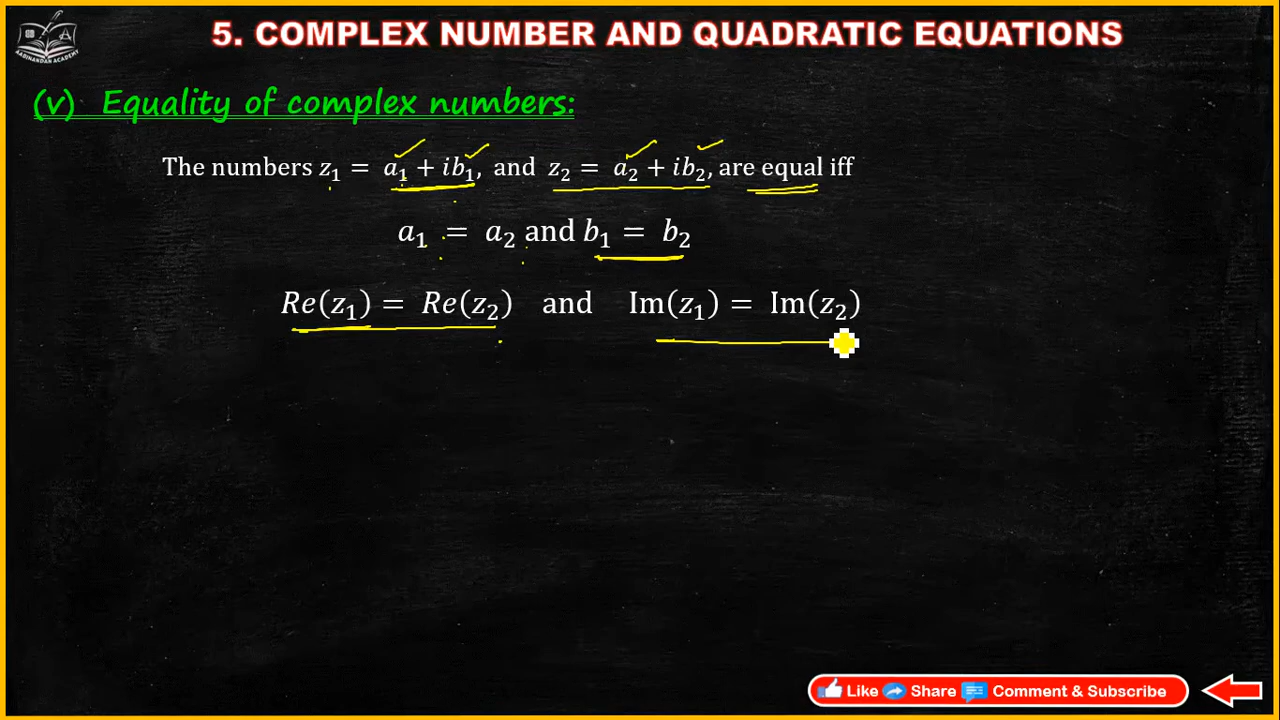 5. COMPLEX NUMBER AND QUADRATIC EQUATIONS
AADINANDAN ACADEMY
(v) Equality of complex numbers:
The numbers z₁ = a₁ + ib₁, and z₂ = a₂ + ib₂, are equal iff
a₁ = a₂ and b₁ = b₂
Re(z₁) = Re(z₂) and Im(z₁) = Im(z₂)
Like Share Comment & Subscribe